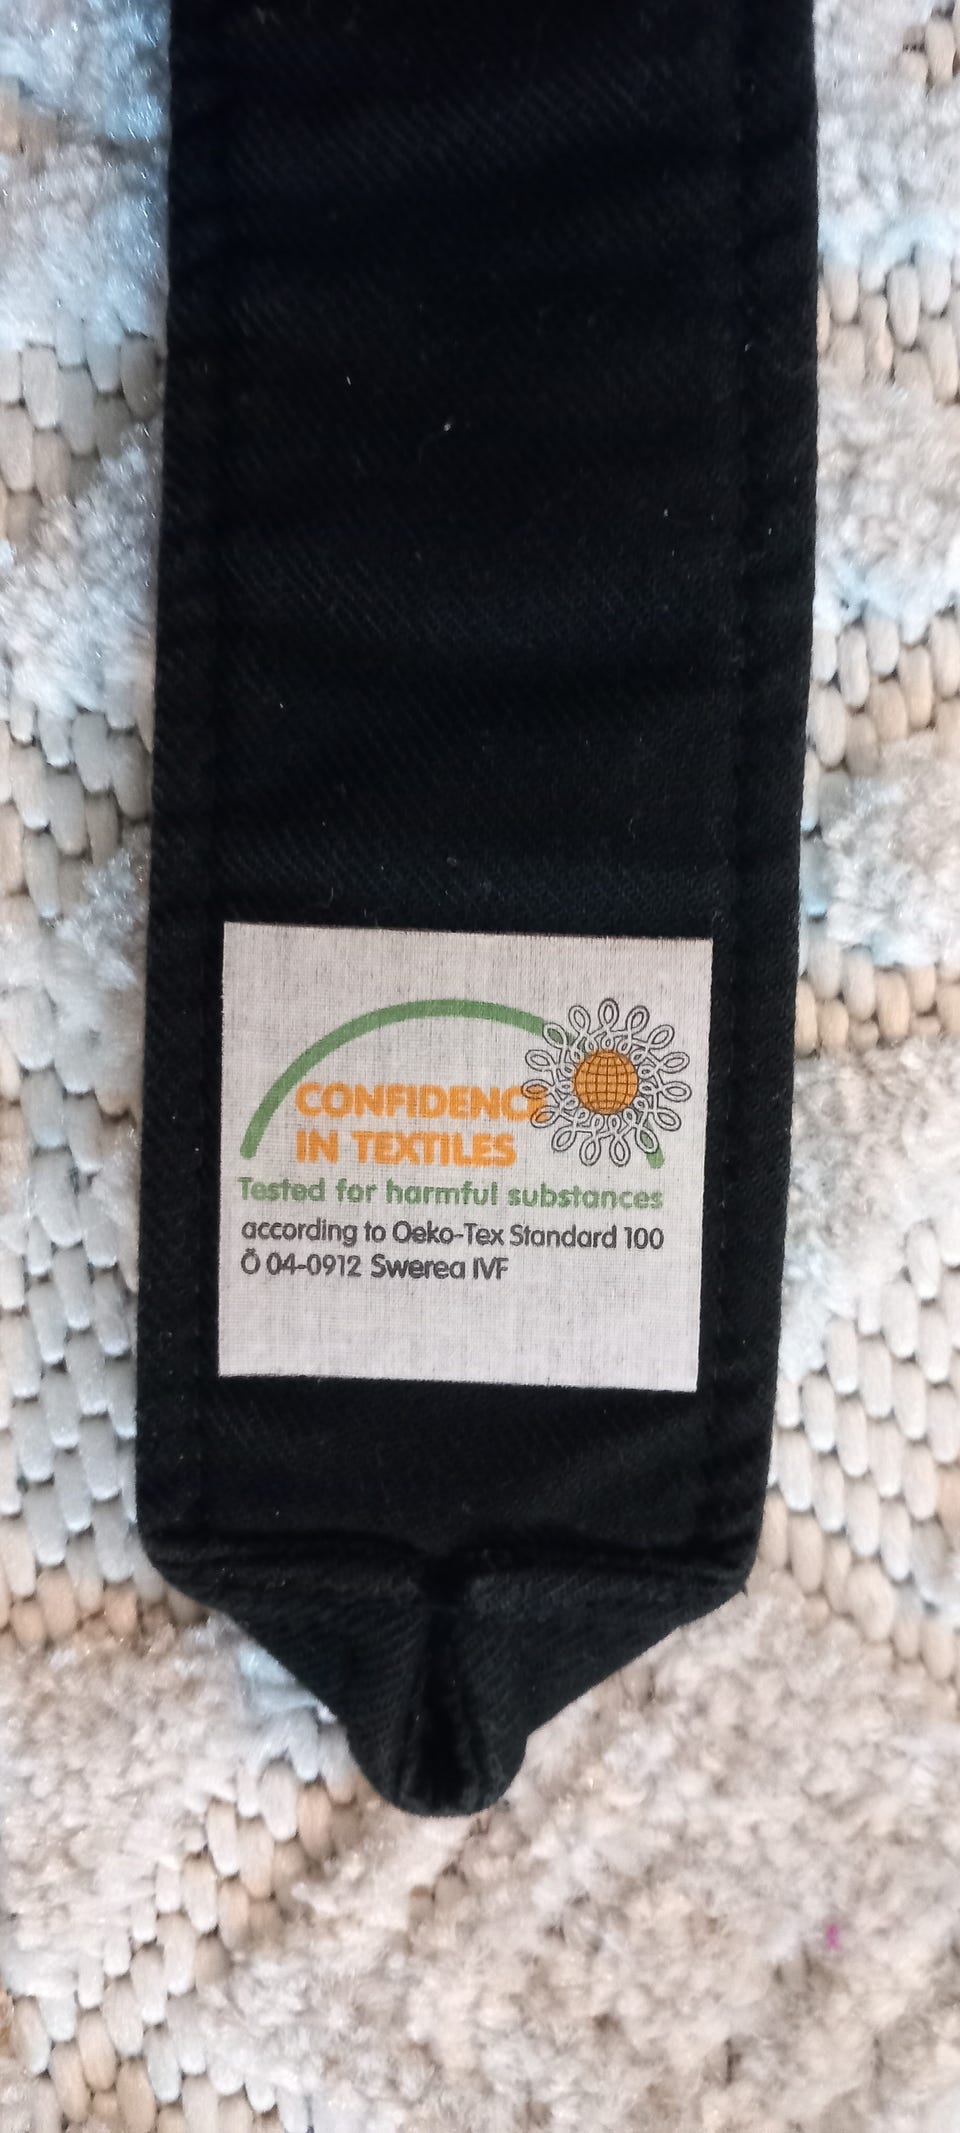 CONFIDENCE
IN TEXTILES
Tested for harmful substances
according to Oeko-Tex Standard 100
Ö 04-0912 Swerea IVF